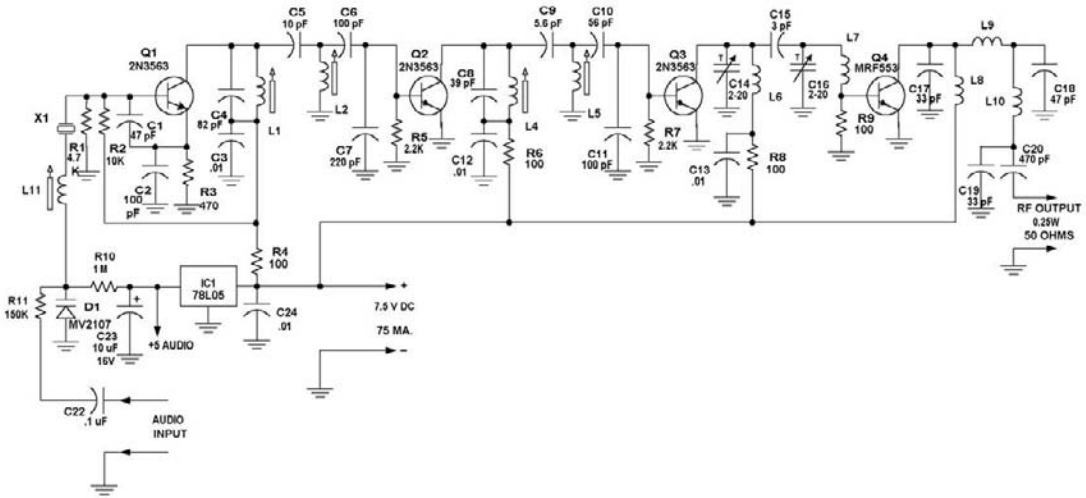 C5
10 pF
C6
100 pF
C9
5.6 pF
C10
56 pF
C15
3 pF
L9
Q1
2N3563
Q2
2N3563
Q3
2N3563
L7
Q4
MRF553
C8
39 pF
T
C14
2-20
T
C16
2-20
C17
33 pF
L8
L10
C18
47 pF
X1
C1
47 pF
C4
82 pF
L1
L2
L4
L5
L6
R1
4.7
K
R2
10K
C3
.01
C7
220 pF
R5
2.2K
C12
.01
R6
100
C11
100 pF
R7
2.2K
C13
.01
R8
100
R9
100
C20
470 pF
L11
C2
100
pF
R3
470
C19
33 pF
RF OUTPUT
0.25W
50 OHMS
R10
1M
R4
100
IC1
78L05
+
R11
150K
D1
MV2107
+
C23
10 uF
16V
+5 AUDIO
C24
.01
7.5 V DC
75 MA.
–
C22
.1 uF
AUDIO
INPUT